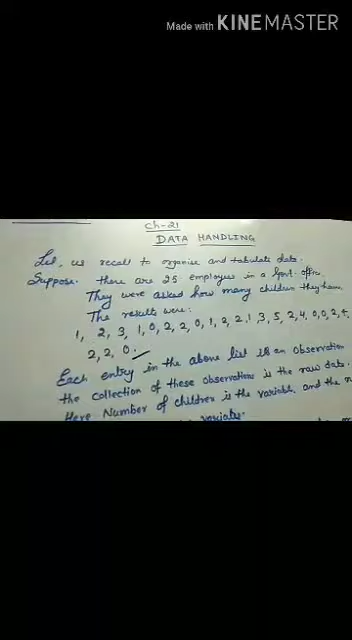 Made with KINEMASTER
Ch-21
DATA HANDLING
Let us recall to organise and tabulate data.
Suppose there are 25 employees in a Govt. office.
They were asked how many children they have.
The results were:
1, 2, 3, 1, 0, 2, 2, 0, 1, 2, 2, 1, 3, 5, 2, 4, 0, 0, 2, 4,
2, 2, 0.
Each entry in the above list is an observation
the collection of these observation is the raw data.
Here Number of children is the variable, and the
variate.